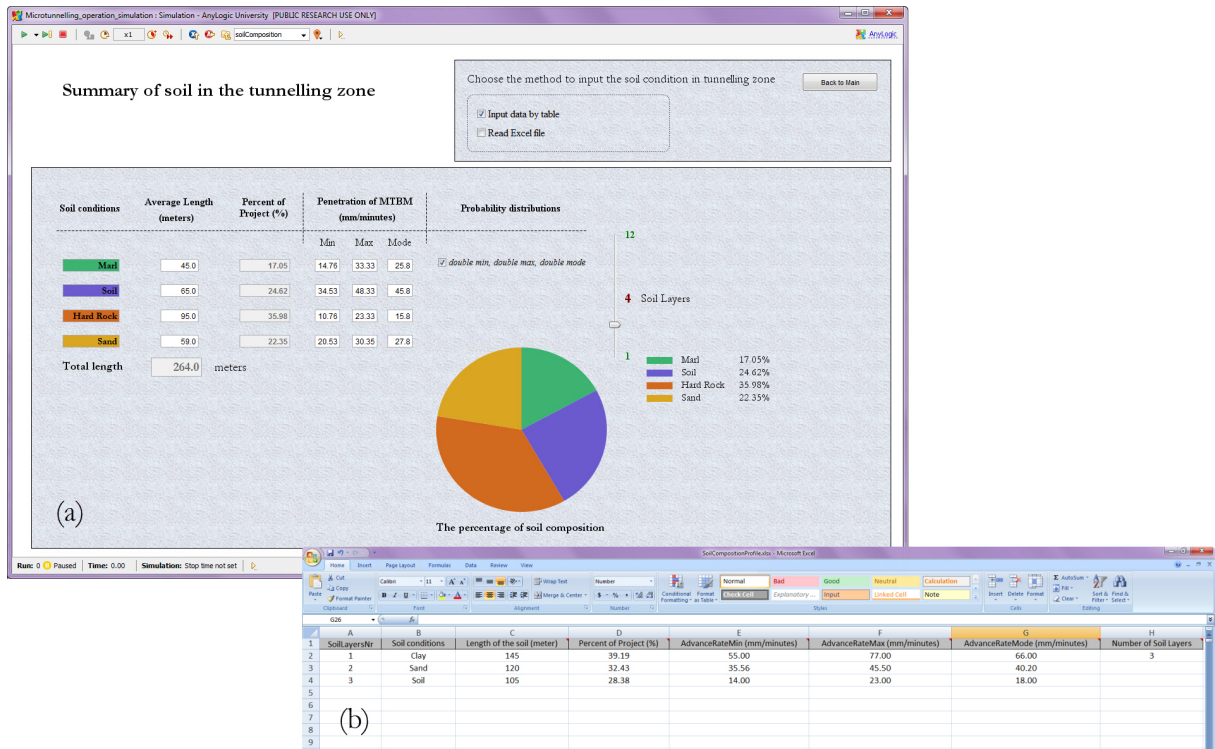 Microtunnelling_operation_simulation : Simulation - AnyLogic University [PUBLIC RESEARCH USE ONLY]
x1 soilComposition AnyLogic
Summary of soil in the tunnelling zone
Choose the method to input the soil condition in tunnelling zone
Back to Main
Input data by table
Read Excel file
Soil conditions Average Length (meters) Percent of Project (%) Penetration of MTBM (mm/minutes) Probability distributions
Min Max Mode
Marl 45.0 17.05 14.76 33.33 25.8 double min, double max, double mode
Soil 65.0 24.62 34.53 48.33 45.8
Hard Rock 95.0 35.98 10.76 23.33 15.8
Sand 59.0 22.35 20.53 30.35 27.8
Total length 264.0 meters
12
4 Soil Layers
1
Marl 17.05%
Soil 24.62%
Hard Rock 35.98%
Sand 22.35%
The percentage of soil composition
(a)
Run: 0 Paused Time: 0.00 Simulation: Stop time not set
SoilCompositionProfile.xlsx - Microsoft Excel
Home Insert Page Layout Formulas Data Review View
Paste Cut Copy Format Painter
Calibri 11 Wrap Text Merge & Center Number
Conditional Formatting Format as Table
Normal Bad Good Neutral Calculation
Check Cell Explanatory ... Input Linked Cell Note
Insert Delete Format
AutoSum Fill Clear Sort & Filter Find & Select
Clipboard Font Alignment Number Styles Cells Editing
G26 fx
A B C D E F G H
1 SoilLayersNr Soil conditions Length of the soil (meter) Percent of Project (%) AdvanceRateMin (mm/minutes) AdvanceRateMax (mm/minutes) AdvanceRateMode (mm/minutes) Number of Soil Layers
2 1 Clay 145 39.19 55.00 77.00 66.00 3
3 2 Sand 120 32.43 35.56 45.50 40.20
4 3 Soil 105 28.38 14.00 23.00 18.00
5
6
7
8
9
(b)